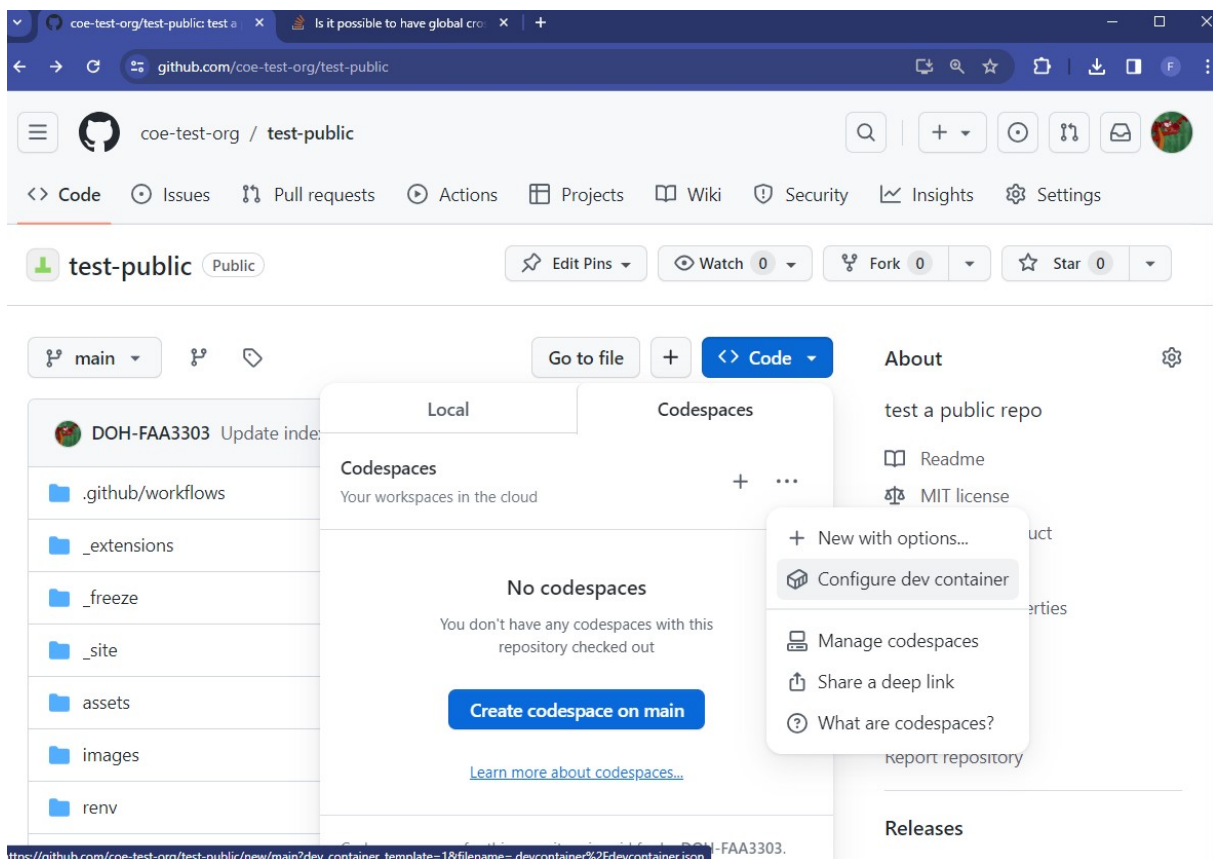 coe-test-org/test-public: test a
Is it possible to have global cro
github.com/coe-test-org/test-public
F
coe-test-org / test-public
Code Issues Pull requests Actions Projects Wiki Security Insights Settings
test-public Public Edit Pins Watch 0 Fork 0 Star 0
main Go to file + Code About
Local Codespaces
test a public repo
DOH-FAA3303 Update inde
Readme
Codespaces
Your workspaces in the cloud
MIT license
.github/workflows
New with options...
uct
_extensions
Configure dev container
No codespaces
_freeze
erties
You don't have any codespaces with this
repository checked out
_site
Manage codespaces
Share a deep link
assets
Create codespace on main
What are codespaces?
images
Report repository
Learn more about codespaces...
renv
Releases
DOH-FAA3303.
ttps://github.com/coe-test-org/test-public/new/main?dev_container_template=1&filename=.devcontainer%2Fdevcontainer.json